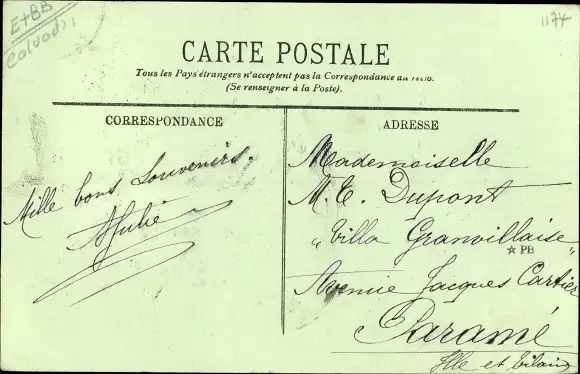 E+BB
Calvados
1174
CARTE POSTALE
Tous les Pays étrangers n'acceptent pas la Correspondance au recto.
(Se renseigner à la Poste).
CORRESPONDANCE
Mille bons Souvenirs.
Julie
ADRESSE
Mademoiselle
M. E. Dupont
"Villa Granvillaise"
☆ PB
Avenue Jacques Cartier
Paramé
Ille et Vilaine